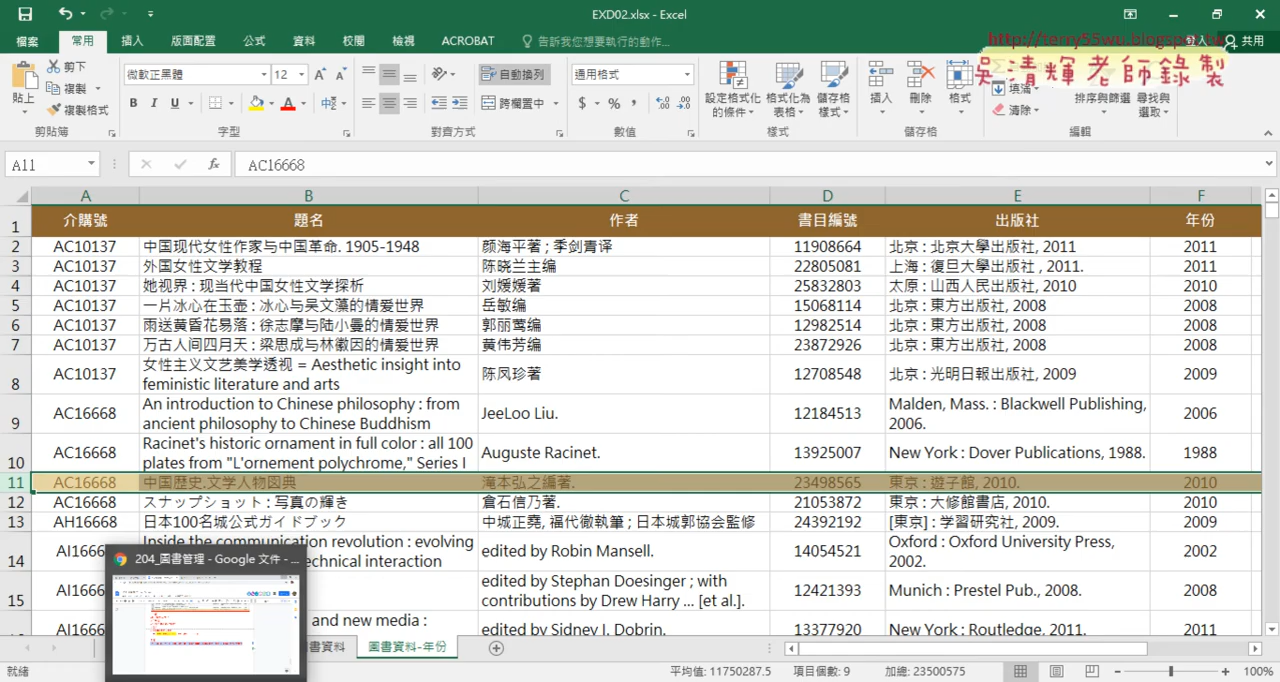 EXD02.xlsx - Excel
http://terry55wu.blogspot.tw
吳清輝老師錄製
檔案 常用 插入 版面配置 公式 資料 校閱 檢視 ACROBAT 告訴我您想要執行的動作... 登入 共用
貼上 剪下 複製 複製格式
微軟正黑體 12
B I U
自動換列
跨欄置中
通用格式
設定格式化的條件 格式化為表格 儲存格樣式
插入 刪除 格式
填滿 清除
排序與篩選 尋找與選取
剪貼簿 字型 對齊方式 數值 樣式 儲存格 編輯
A11 fx AC16668
A B C D E F
1 介購號 題名 作者 書目編號 出版社 年份
2 AC10137 中国现代女性作家与中国革命. 1905-1948 颜海平著 ; 季剑青译 11908664 北京 : 北京大學出版社, 2011 2011
3 AC10137 外国女性文学教程 陈晓兰主编 22805081 上海 : 復旦大學出版社 , 2011. 2011
4 AC10137 她视界 : 现当代中国女性文学探析 刘媛媛著 25832803 太原 : 山西人民出版社, 2010 2010
5 AC10137 一片冰心在玉壶 : 冰心与吴文藻的情爱世界 岳敏编 15068114 北京 : 東方出版社, 2008 2008
6 AC10137 雨送黄昏花易落 : 徐志摩与陆小曼的情爱世界 郭丽莺编 12982514 北京 : 東方出版社, 2008 2008
7 AC10137 万古人间四月天 : 梁思成与林徽因的情爱世界 黄伟芳编 23872926 北京 : 東方出版社, 2008 2008
8 AC10137 女性主义文艺美学透视 = Aesthetic insight into feministic literature and arts 陈凤珍著 12708548 北京 : 光明日報出版社, 2009 2009
9 AC16668 An introduction to Chinese philosophy : from ancient philosophy to Chinese Buddhism JeeLoo Liu. 12184513 Malden, Mass. : Blackwell Publishing, 2006. 2006
10 AC16668 Racinet's historic ornament in full color : all 100 plates from "L'ornement polychrome," Series I Auguste Racinet. 13925007 New York : Dover Publications, 1988. 1988
11 AC16668 中国歴史.文学人物図典 滝本弘之編著. 23498565 東京 : 遊子館, 2010. 2010
12 AC16668 スナップショット : 写真の輝き 倉石信乃著. 21053872 東京 : 大修館書店, 2010. 2010
13 AH16668 日本100名城公式ガイドブック 中城正堯, 福代徹執筆 ; 日本城郭協会監修 24392192 [東京] : 学習研究社, 2009. 2009
14 AI1666 Inside the communication revolution : evolving echnical interaction edited by Robin Mansell. 14054521 Oxford : Oxford University Press, 2002. 2002
15 AI1666 edited by Stephan Doesinger ; with contributions by Drew Harry ... [et al.]. 12421393 Munich : Prestel Pub., 2008. 2008
AI1666 and new media : edited by Sidney I. Dobrin. 13377920 New York : Routledge, 2011. 2011
204_圖書管理 - Google 文件 - ...
書資料 圖書資料-年份
就緒 平均值: 11750287.5 項目個數: 9 加總: 23500575 100%